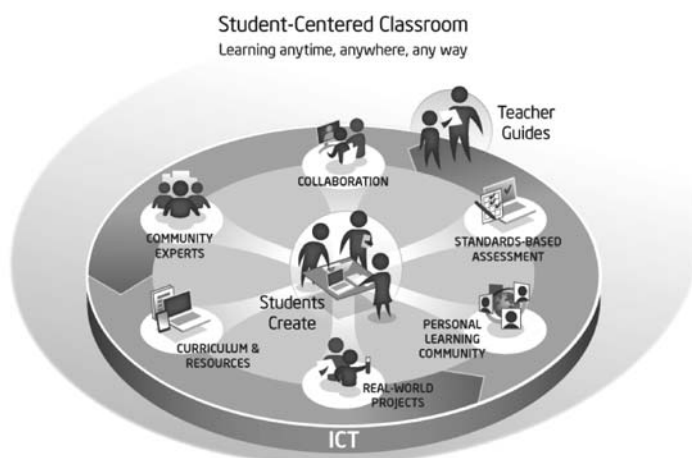 Student-Centered Classroom
Learning anytime, anywhere, any way
Teacher
Guides
COLLABORATION
COMMUNITY
EXPERTS
STANDARDS-BASED
ASSESSMENT
Students
Create
CURRICULUM &
RESOURCES
PERSONAL
LEARNING
COMMUNITY
REAL-WORLD
PROJECTS
ICT